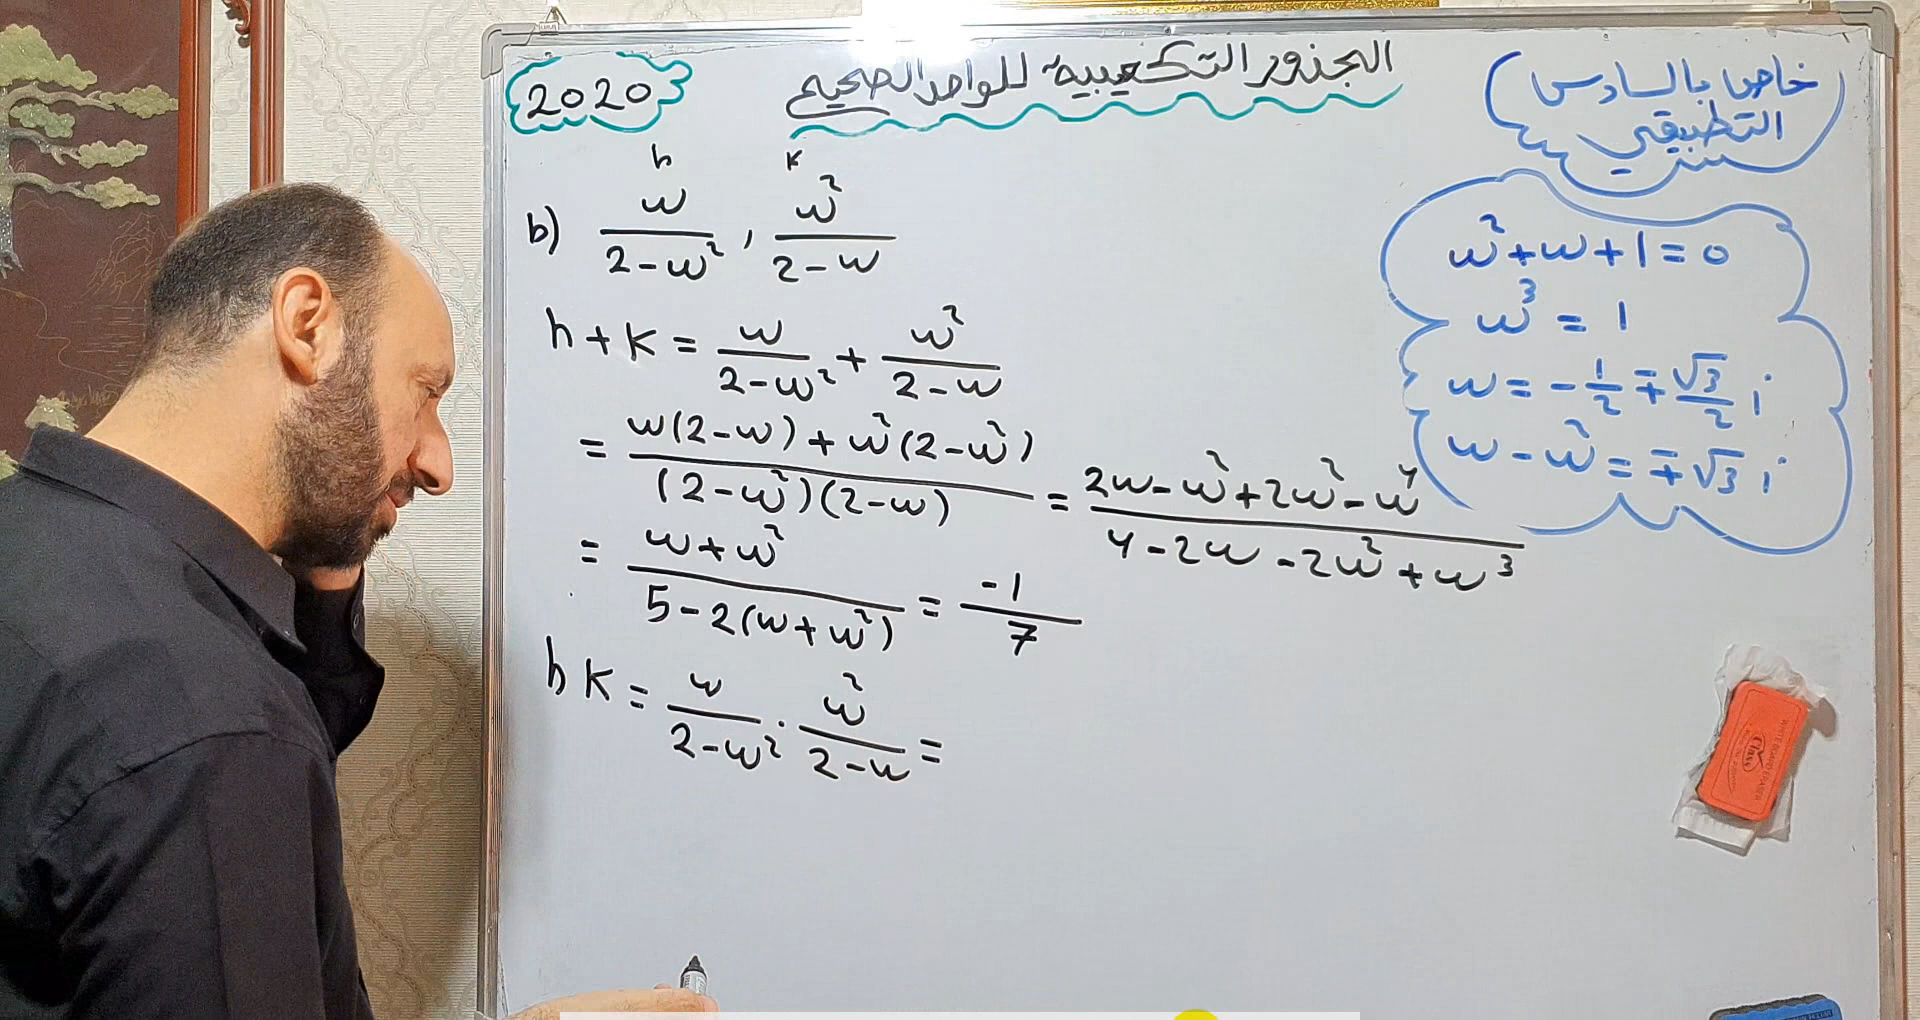 2020
الجذور التكعيبية للواحد الصحيح
خاص بالسادس
التطبيقي
h k
b) w/(2-w²) , w²/(2-w)
w²+w+1=0
w³ = 1
w = -1/2 ∓ √3/2 i
w - w² = ∓√3 i
h+k = w/(2-w²) + w²/(2-w)
= (w(2-w) + w²(2-w²))/((2-w²)(2-w)) = (2w-w²+2w²-w⁴)/(4-2w-2w²+w³)
= (w+w²)/(5-2(w+w²)) = -1/7
hk = w/(2-w²) · w²/(2-w) =
Class